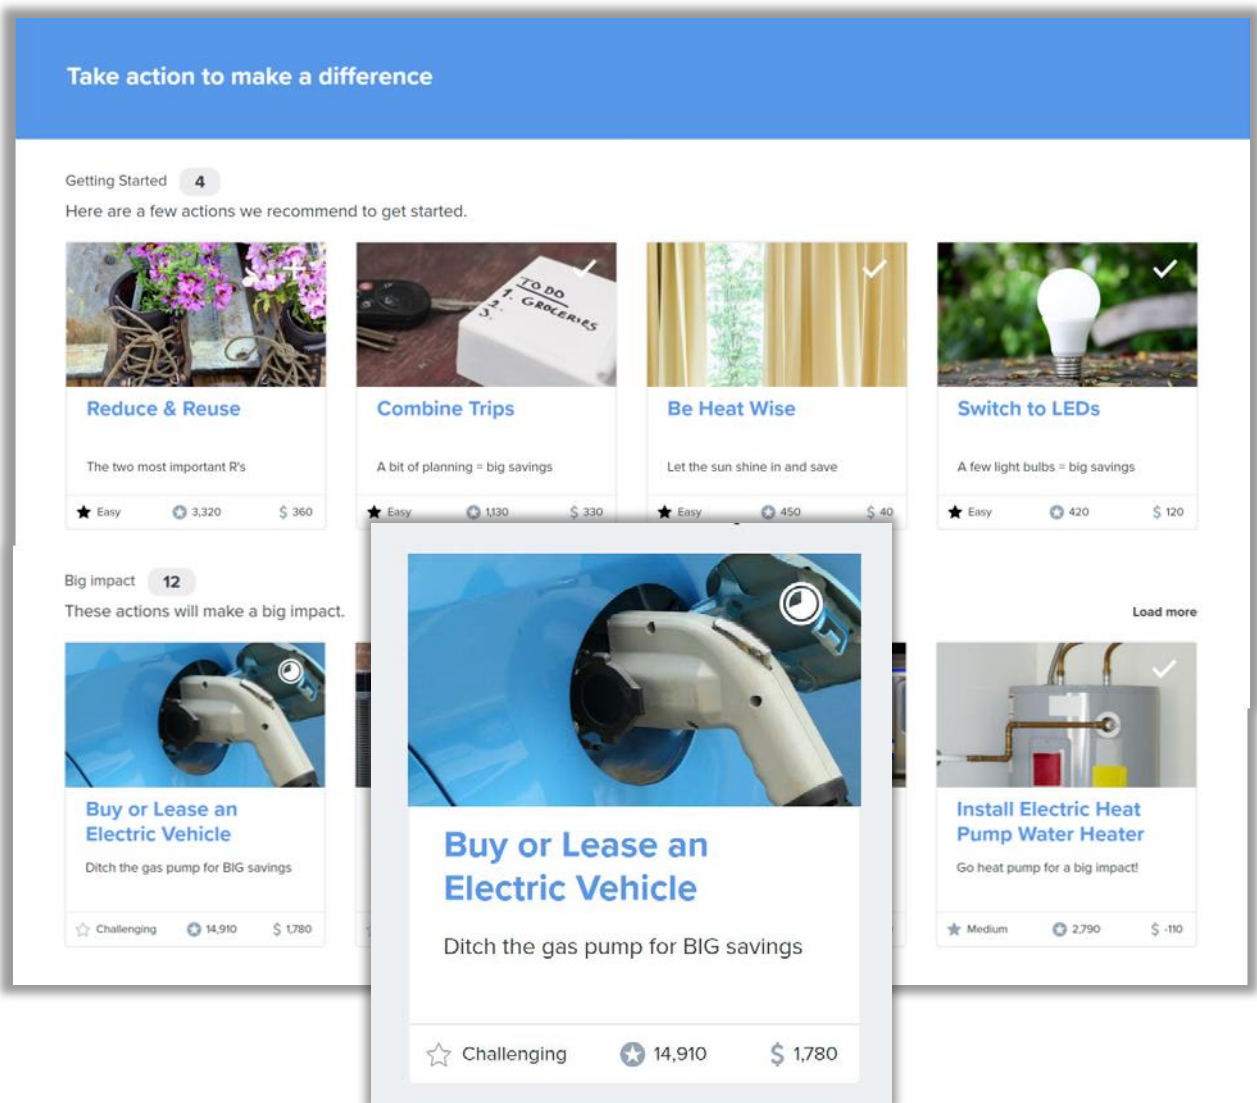 Take action to make a difference
Getting Started 4
Here are a few actions we recommend to get started.
TO DO
1. GROCERIES
2.
3.
Reduce & Reuse
The two most important R's
Easy 3,320 $ 360
Combine Trips
A bit of planning = big savings
Easy 1,130 $ 330
Be Heat Wise
Let the sun shine in and save
Easy 450 $ 40
Switch to LEDs
A few light bulbs = big savings
Easy 420 $ 120
Big impact 12
These actions will make a big impact.
Load more
Buy or Lease an
Electric Vehicle
Ditch the gas pump for BIG savings
Challenging 14,910 $ 1,780
Buy or Lease an
Electric Vehicle
Ditch the gas pump for BIG savings
Challenging 14,910 $ 1,780
Install Electric Heat
Pump Water Heater
Go heat pump for a big impact!
Medium 2,790 $ -110